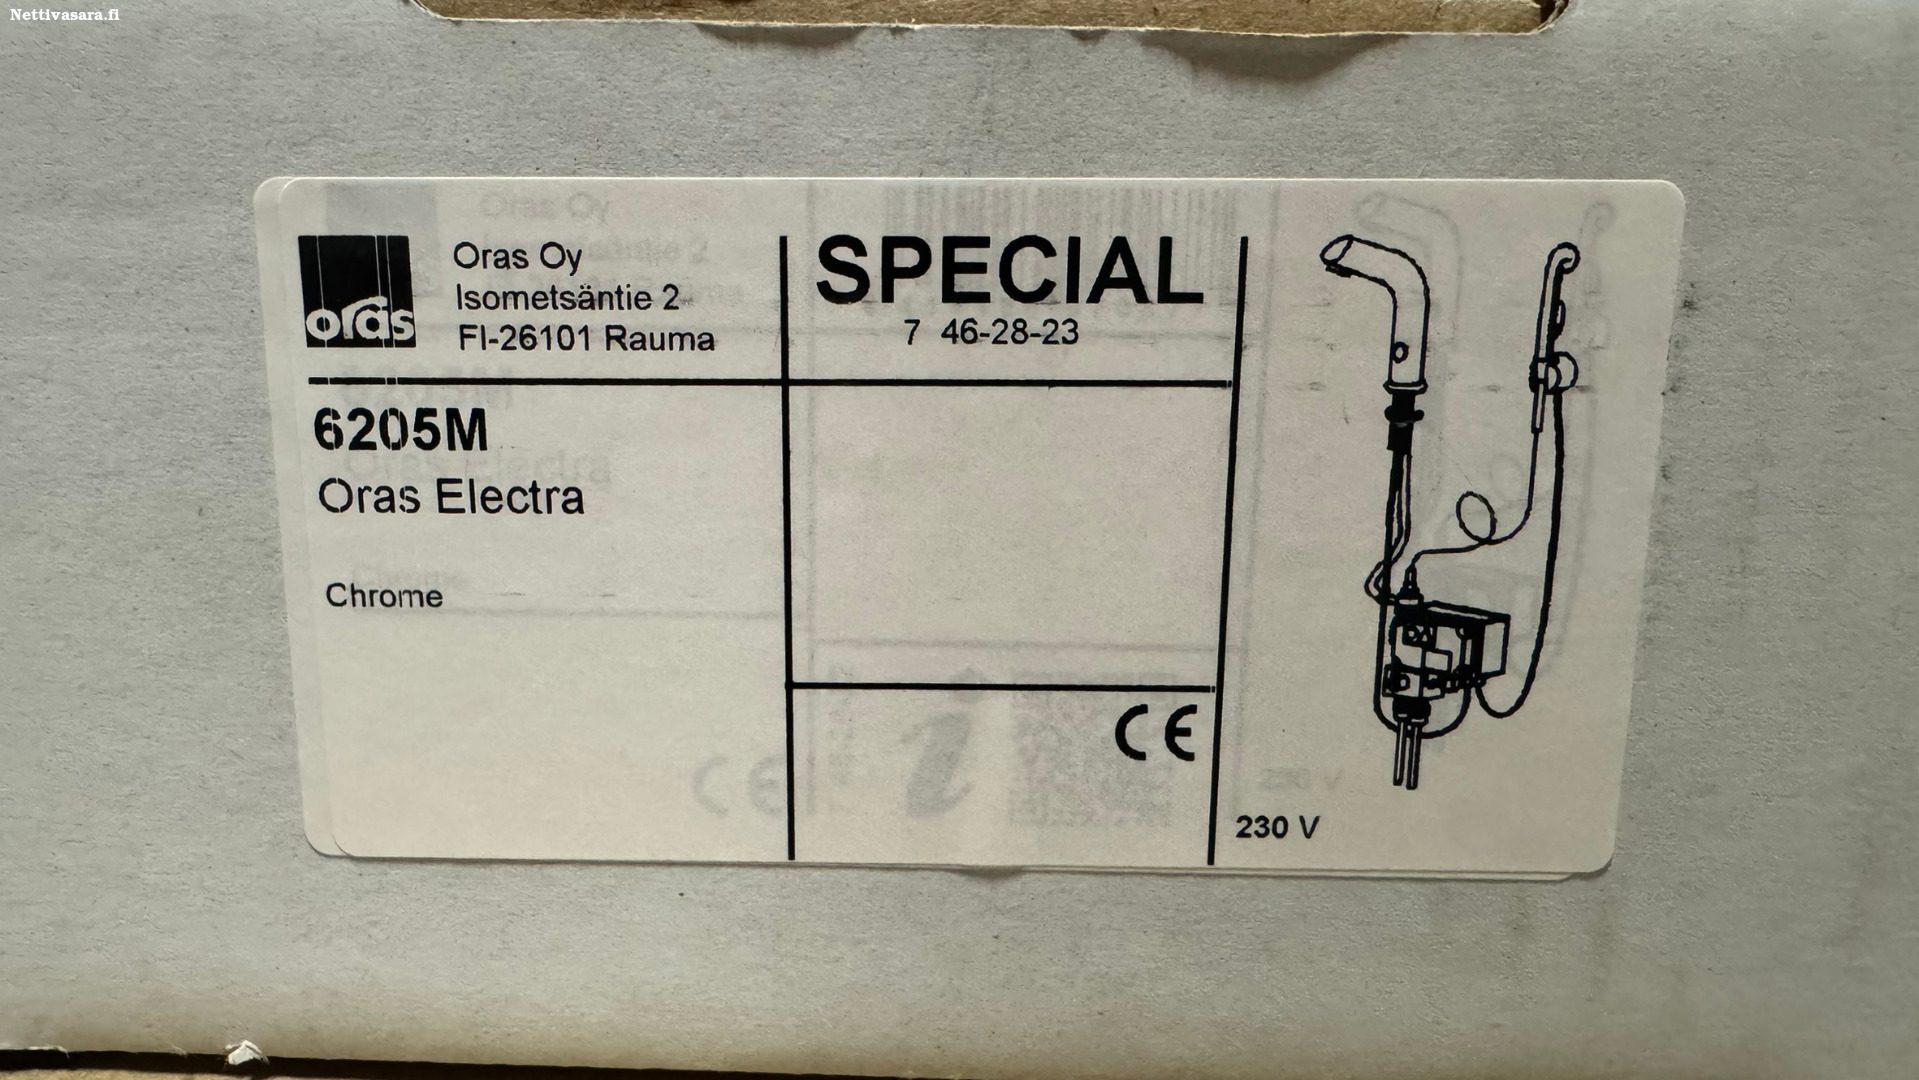 Nettivasara.fi
oras
Oras Oy
Isometsäntie 2
FI-26101 Rauma
SPECIAL
7 46-28-23
6205M
Oras Electra
Chrome
CE
230 V